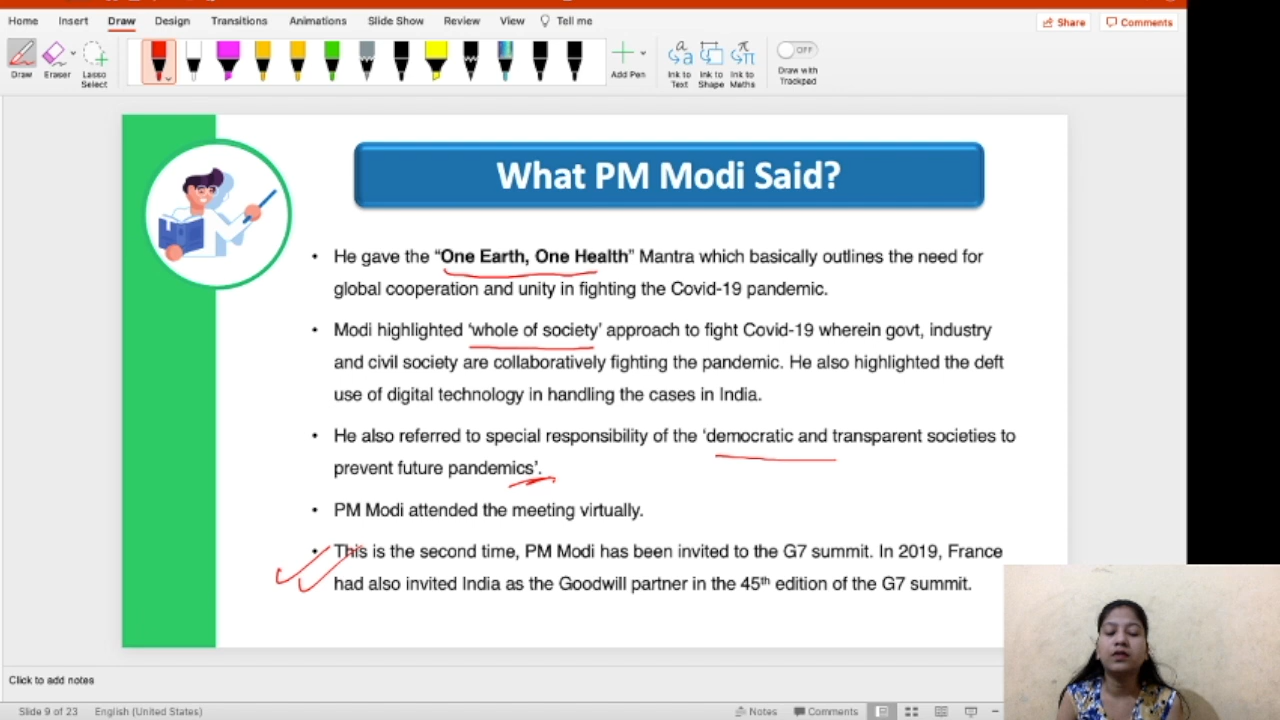 Home Insert Draw Design Transitions Animations Slide Show Review View Tell me
Share Comments
Draw Eraser Lasso Select Add Pen Ink to Text Ink to Shape Ink to Maths OFF Draw with Trackpad
What PM Modi Said?
• He gave the “One Earth, One Health” Mantra which basically outlines the need for
global cooperation and unity in fighting the Covid-19 pandemic.
• Modi highlighted ‘whole of society’ approach to fight Covid-19 wherein govt, industry
and civil society are collaboratively fighting the pandemic. He also highlighted the deft
use of digital technology in handling the cases in India.
• He also referred to special responsibility of the ‘democratic and transparent societies to
prevent future pandemics’.
• PM Modi attended the meeting virtually.
• This is the second time, PM Modi has been invited to the G7 summit. In 2019, France
had also invited India as the Goodwill partner in the 45th edition of the G7 summit.
Click to add notes
Slide 9 of 23 English (United States) Notes Comments